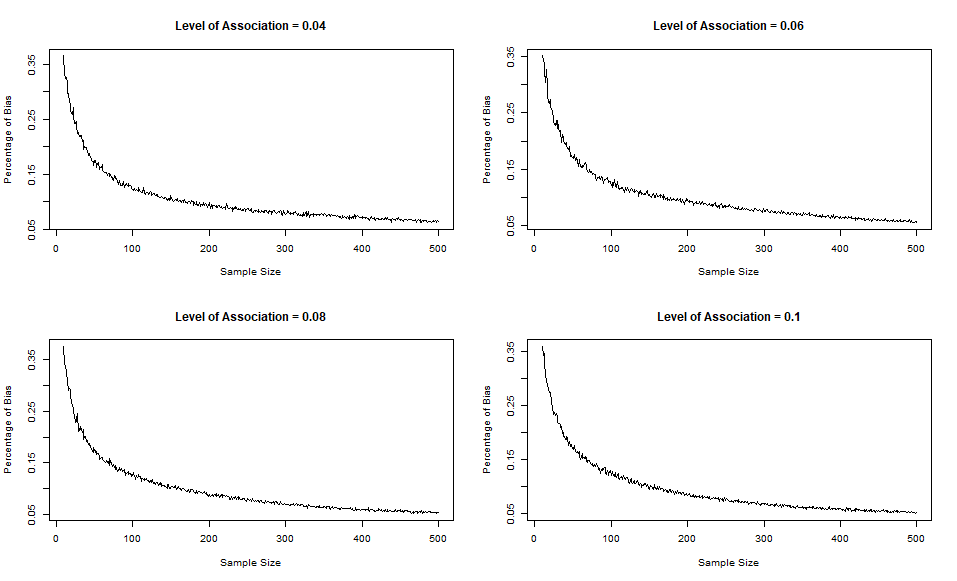 Level of Association = 0.04
Percentage of Bias
0.35
0.25
0.15
0.05
0 100 200 300 400 500
Sample Size
Level of Association = 0.06
Percentage of Bias
0.35
0.25
0.15
0.05
0 100 200 300 400 500
Sample Size
Level of Association = 0.08
Percentage of Bias
0.35
0.25
0.15
0.05
0 100 200 300 400 500
Sample Size
Level of Association = 0.1
Percentage of Bias
0.35
0.25
0.15
0.05
0 100 200 300 400 500
Sample Size